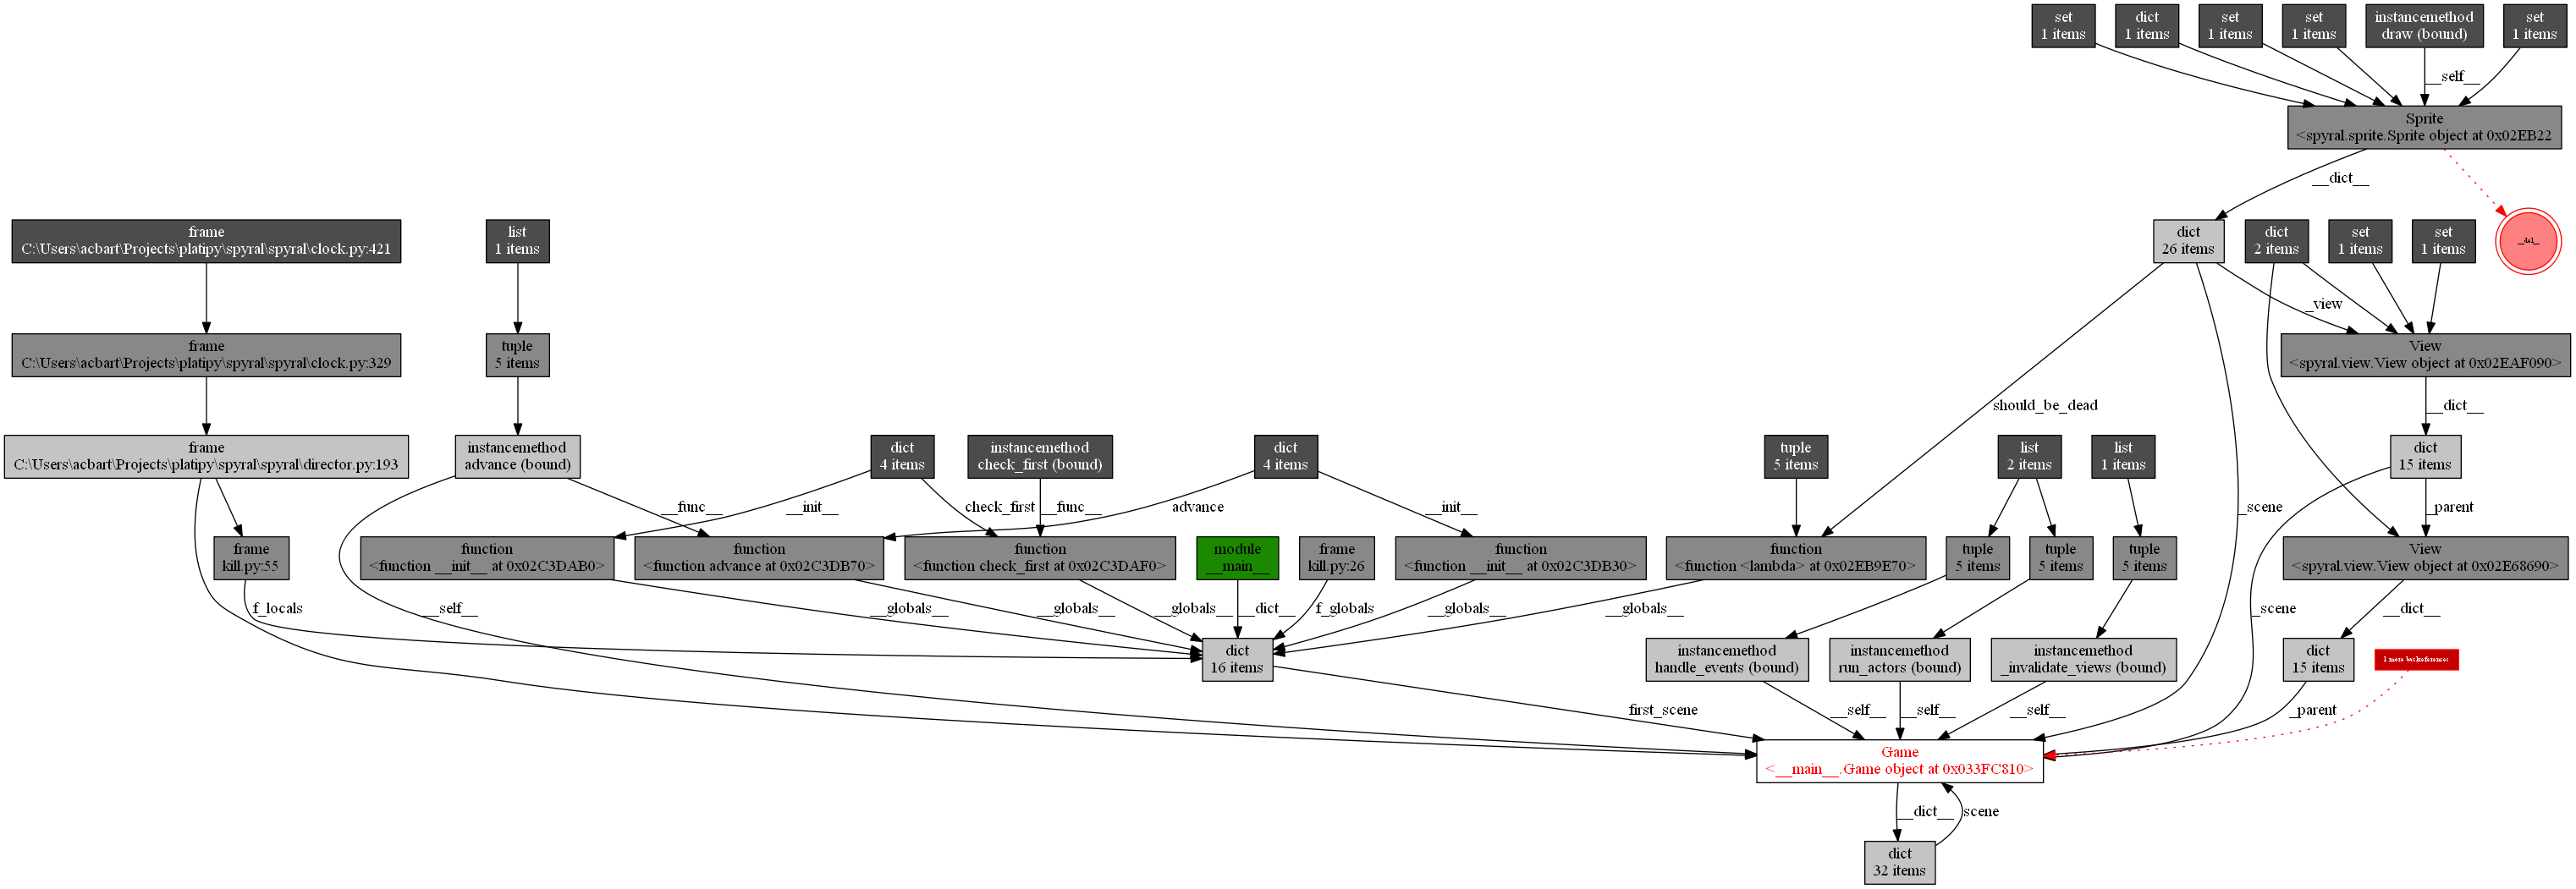 set
1 items
dict
1 items
set
1 items
set
1 items
instancemethod
draw (bound)
set
1 items
__self__
Sprite
<spyral.sprite.Sprite object at 0x02EB22
__dict__
frame
C:\Users\acbart\Projects\platipy\spyral\spyral\clock.py:421
list
1 items
dict
26 items
dict
2 items
set
1 items
set
1 items
__del__
_view
frame
C:\Users\acbart\Projects\platipy\spyral\spyral\clock.py:329
tuple
5 items
View
<spyral.view.View object at 0x02EAF090>
should_be_dead
__dict__
frame
C:\Users\acbart\Projects\platipy\spyral\spyral\director.py:193
instancemethod
advance (bound)
dict
4 items
instancemethod
check_first (bound)
dict
4 items
tuple
5 items
list
2 items
list
1 items
dict
15 items
__func__
__init__
check_first
__func__
advance
__init__
_scene
_parent
frame
kill.py:55
function
<function __init__ at 0x02C3DAB0>
function
<function advance at 0x02C3DB70>
function
<function check_first at 0x02C3DAF0>
module
__main__
frame
kill.py:26
function
<function __init__ at 0x02C3DB30>
function
<function <lambda> at 0x02EB9E70>
tuple
5 items
tuple
5 items
tuple
5 items
View
<spyral.view.View object at 0x02E68690>
f_locals
__self__
__globals__
__globals__
__globals__
__dict__
f_globals
__globals__
__globals__
_scene
__dict__
dict
16 items
instancemethod
handle_events (bound)
instancemethod
run_actors (bound)
instancemethod
_invalidate_views (bound)
dict
15 items
1 more backreferences
first_scene
__self__
__self__
__self__
_parent
Game
<__main__.Game object at 0x033FC810>
__dict__
scene
dict
32 items